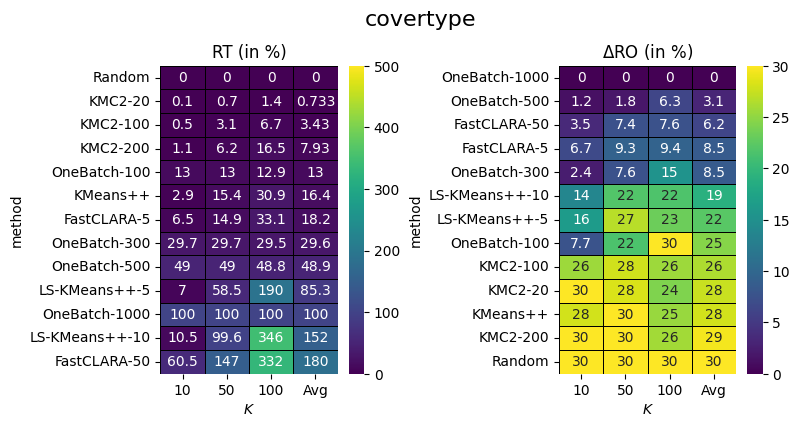 covertype
RT (in %)
method
Random 0 0 0 0
KMC2-20 0.1 0.7 1.4 0.733
KMC2-100 0.5 3.1 6.7 3.43
KMC2-200 1.1 6.2 16.5 7.93
OneBatch-100 13 13 12.9 13
KMeans++ 2.9 15.4 30.9 16.4
FastCLARA-5 6.5 14.9 33.1 18.2
OneBatch-300 29.7 29.7 29.5 29.6
OneBatch-500 49 49 48.8 48.9
LS-KMeans++-5 7 58.5 190 85.3
OneBatch-1000 100 100 100 100
LS-KMeans++-10 10.5 99.6 346 152
FastCLARA-50 60.5 147 332 180
10 50 100 Avg
K
500
400
300
200
100
0
ΔRO (in %)
method
OneBatch-1000 0 0 0 0
OneBatch-500 1.2 1.8 6.3 3.1
FastCLARA-50 3.5 7.4 7.6 6.2
FastCLARA-5 6.7 9.3 9.4 8.5
OneBatch-300 2.4 7.6 15 8.5
LS-KMeans++-10 14 22 22 19
LS-KMeans++-5 16 27 23 22
OneBatch-100 7.7 22 30 25
KMC2-100 26 28 26 26
KMC2-20 30 28 24 28
KMeans++ 28 30 25 28
KMC2-200 30 30 26 29
Random 30 30 30 30
10 50 100 Avg
K
30
25
20
15
10
5
0